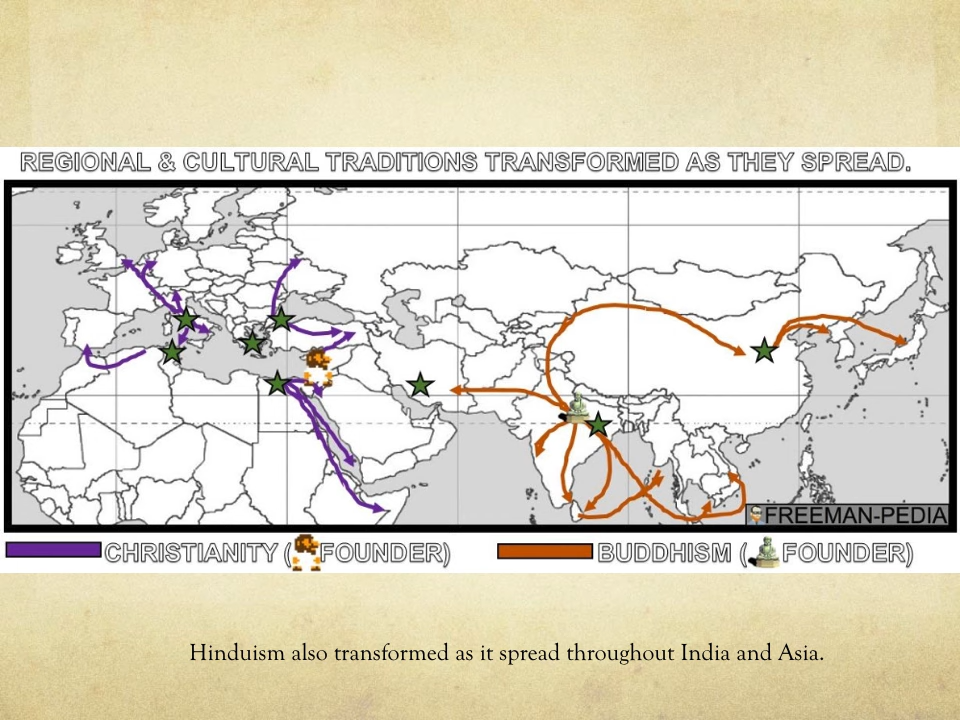 REGIONAL & CULTURAL TRADITIONS TRANSFORMED AS THEY SPREAD.
FREEMAN-PEDIA
CHRISTIANITY ( FOUNDER) BUDDHISM ( FOUNDER)
Hinduism also transformed as it spread throughout India and Asia.